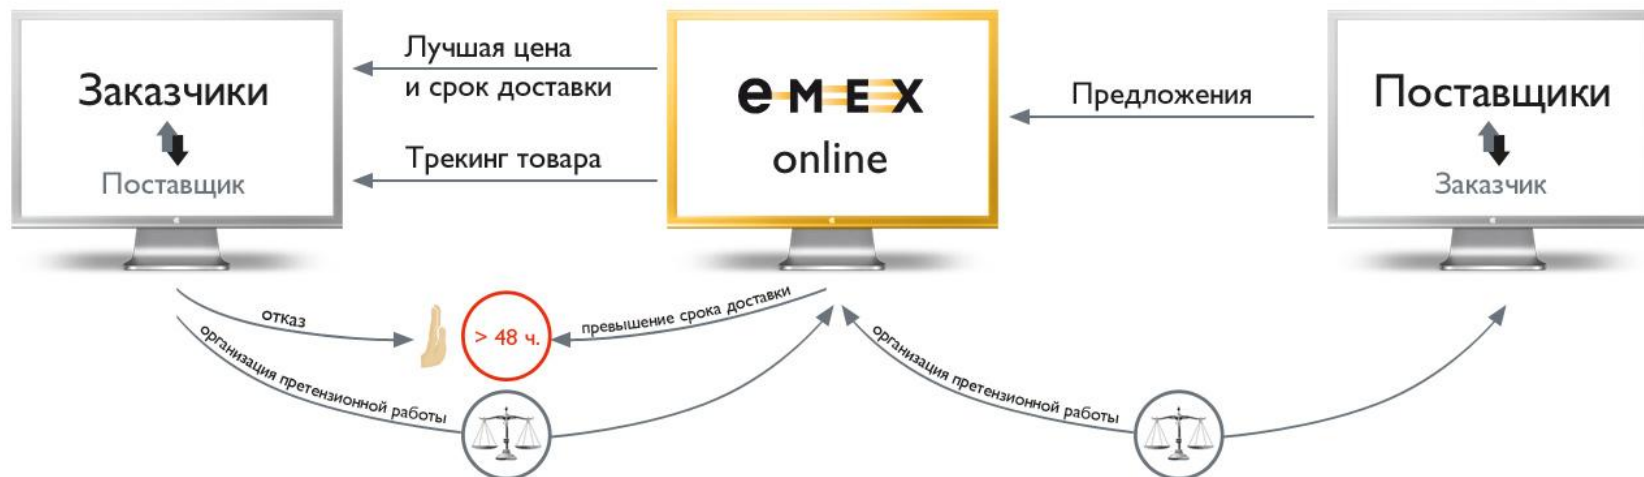 Заказчики
Поставщик
Лучшая цена
и срок доставки
Трекинг товара
e-M-E-X
online
Предложения
Поставщики
Заказчик
отказ
> 48 ч.
превышение срока доставки
организация претензионной работы
организация претензионной работы